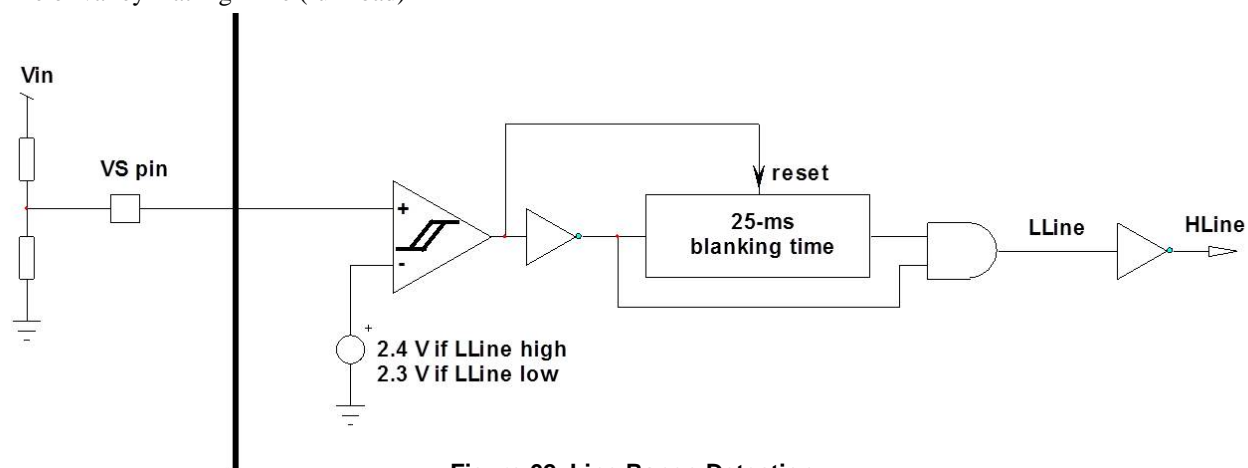 Vin
VS pin
+
-
+
2.4 V if LLine high
2.3 V if LLine low
reset
25-ms
blanking time
LLine
HLine